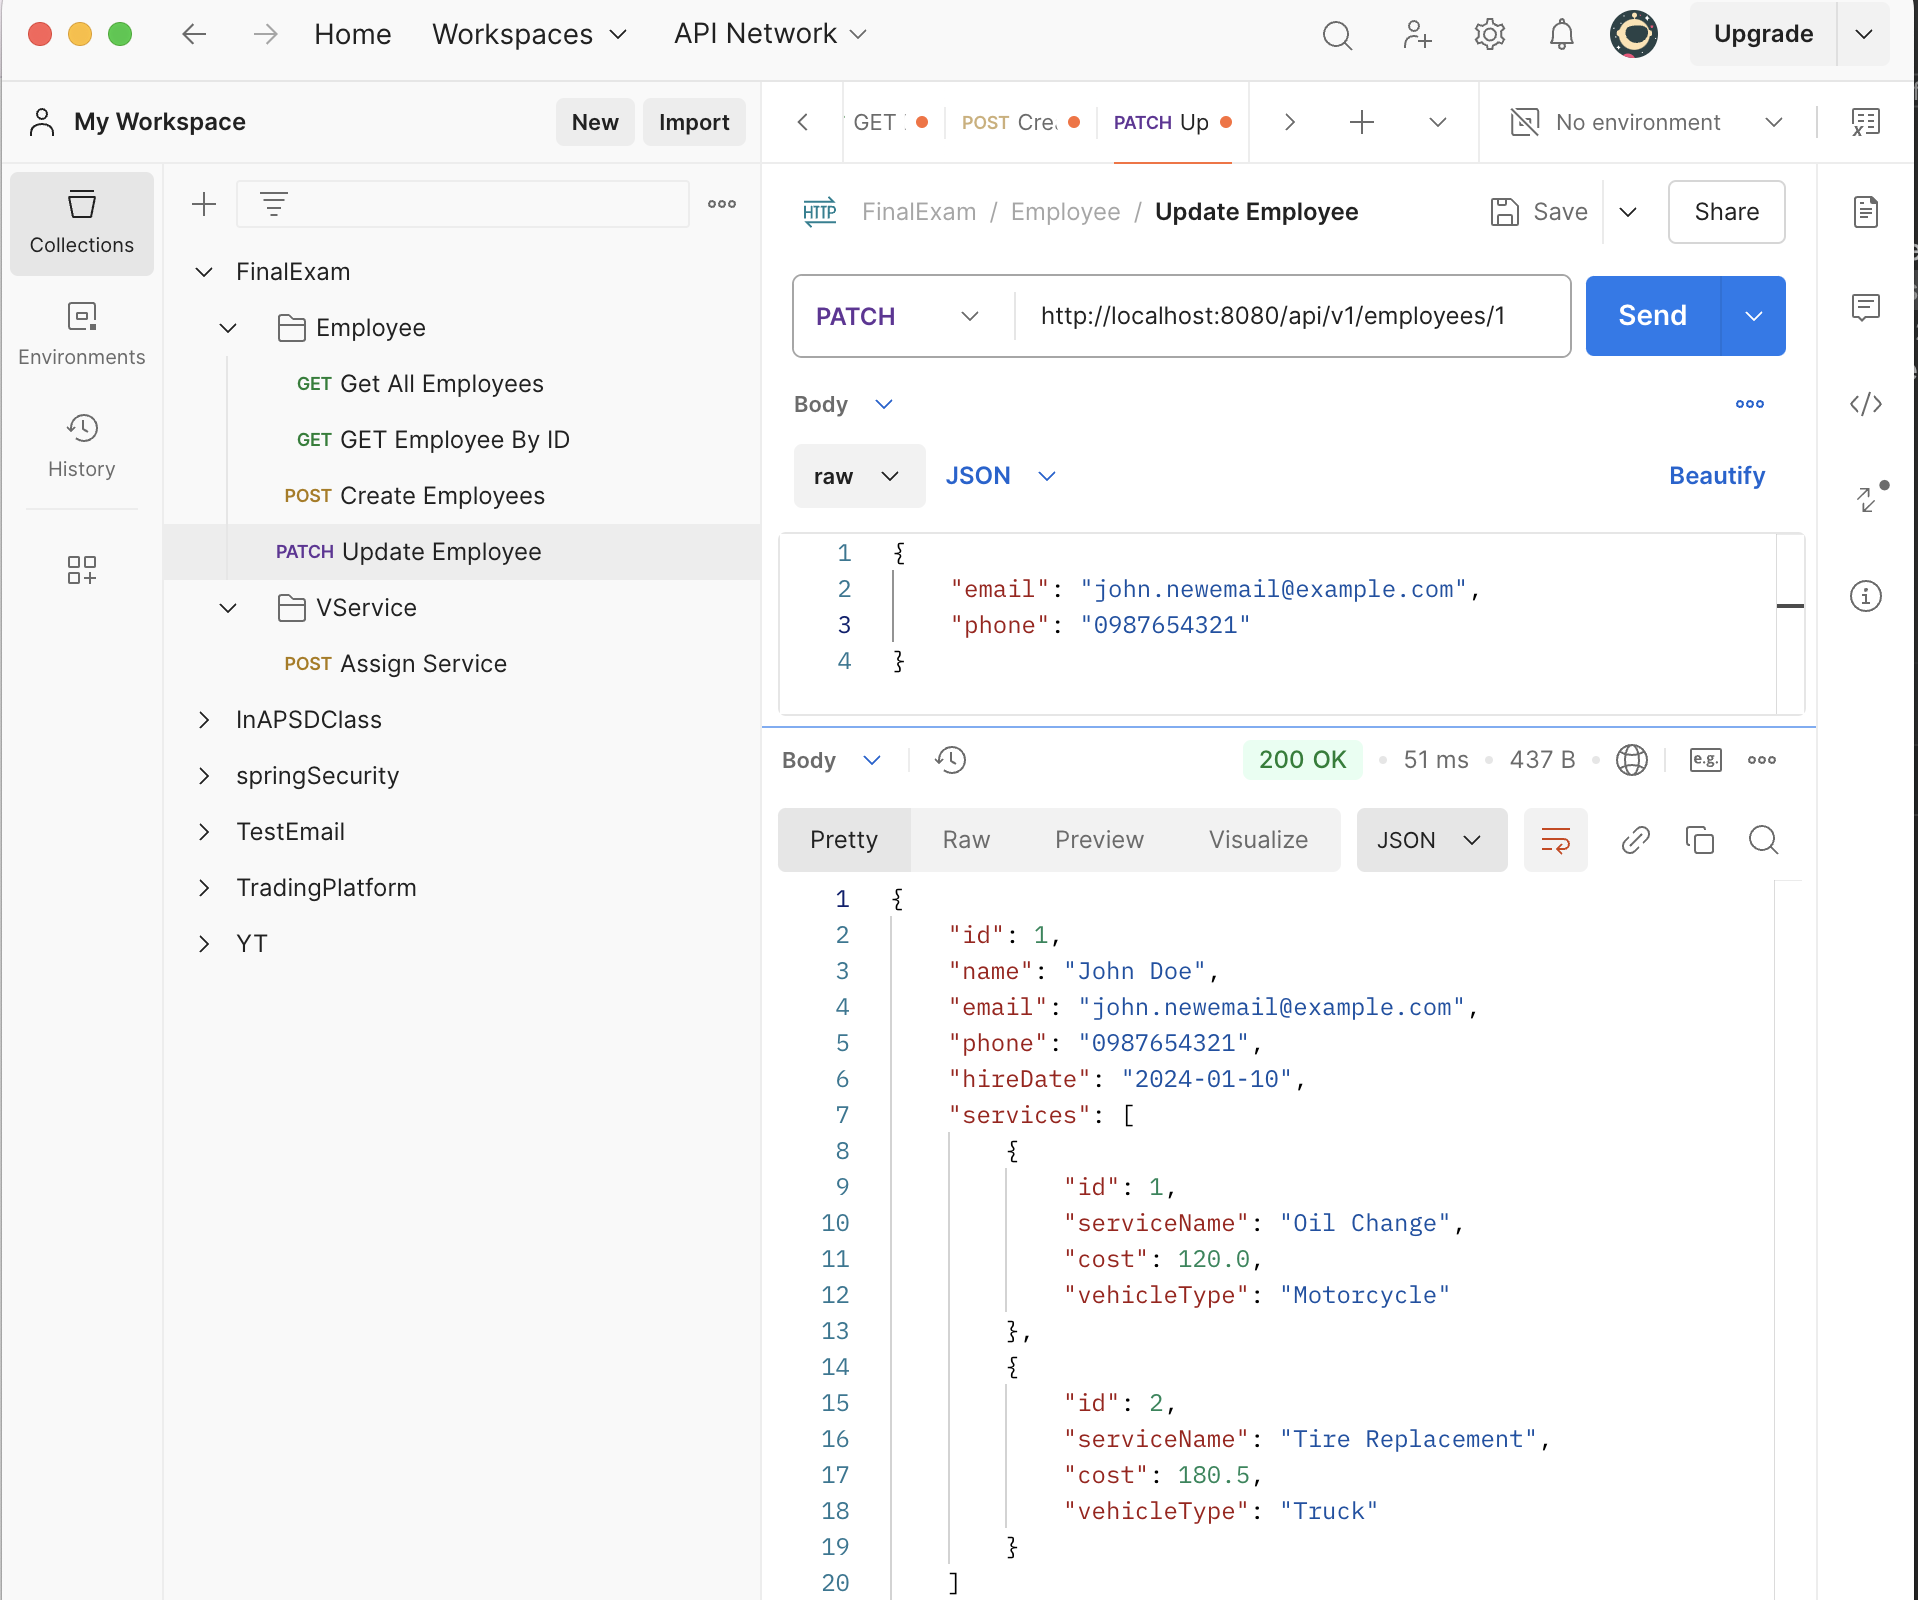 Home Workspaces API Network Upgrade
My Workspace New Import GET POST Cre PATCH Up No environment
Collections
Environments
History
FinalExam
Employee
GET Get All Employees
GET GET Employee By ID
POST Create Employees
PATCH Update Employee
VService
POST Assign Service
InAPSDClass
springSecurity
TestEmail
TradingPlatform
YT
HTTP FinalExam / Employee / Update Employee Save Share
PATCH http://localhost:8080/api/v1/employees/1 Send
Body
raw JSON Beautify
1 {
2 "email": "john.newemail@example.com",
3 "phone": "0987654321"
4 }
Body 200 OK • 51 ms • 437 B • e.g.
Pretty Raw Preview Visualize JSON
1 {
2 "id": 1,
3 "name": "John Doe",
4 "email": "john.newemail@example.com",
5 "phone": "0987654321",
6 "hireDate": "2024-01-10",
7 "services": [
8 {
9 "id": 1,
10 "serviceName": "Oil Change",
11 "cost": 120.0,
12 "vehicleType": "Motorcycle"
13 },
14 {
15 "id": 2,
16 "serviceName": "Tire Replacement",
17 "cost": 180.5,
18 "vehicleType": "Truck"
19 }
20 ]